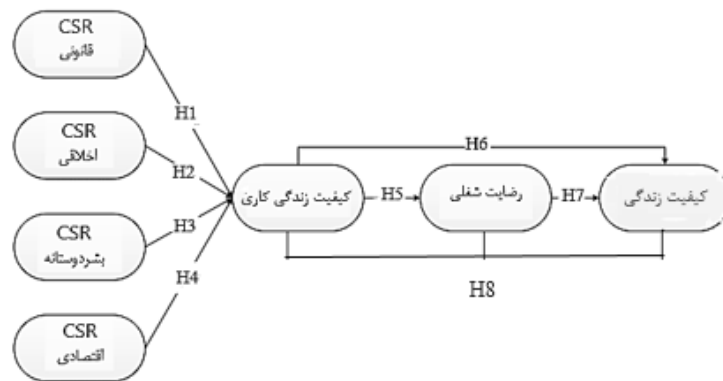 CSR
قانونی
H1
CSR
اخلاقی
H2
CSR
بشردوستانه
H3
CSR
اقتصادی
H4
H6
کیفیت زندگی کاری
H5
رضایت شغلی
H7
کیفیت زندگی
H8